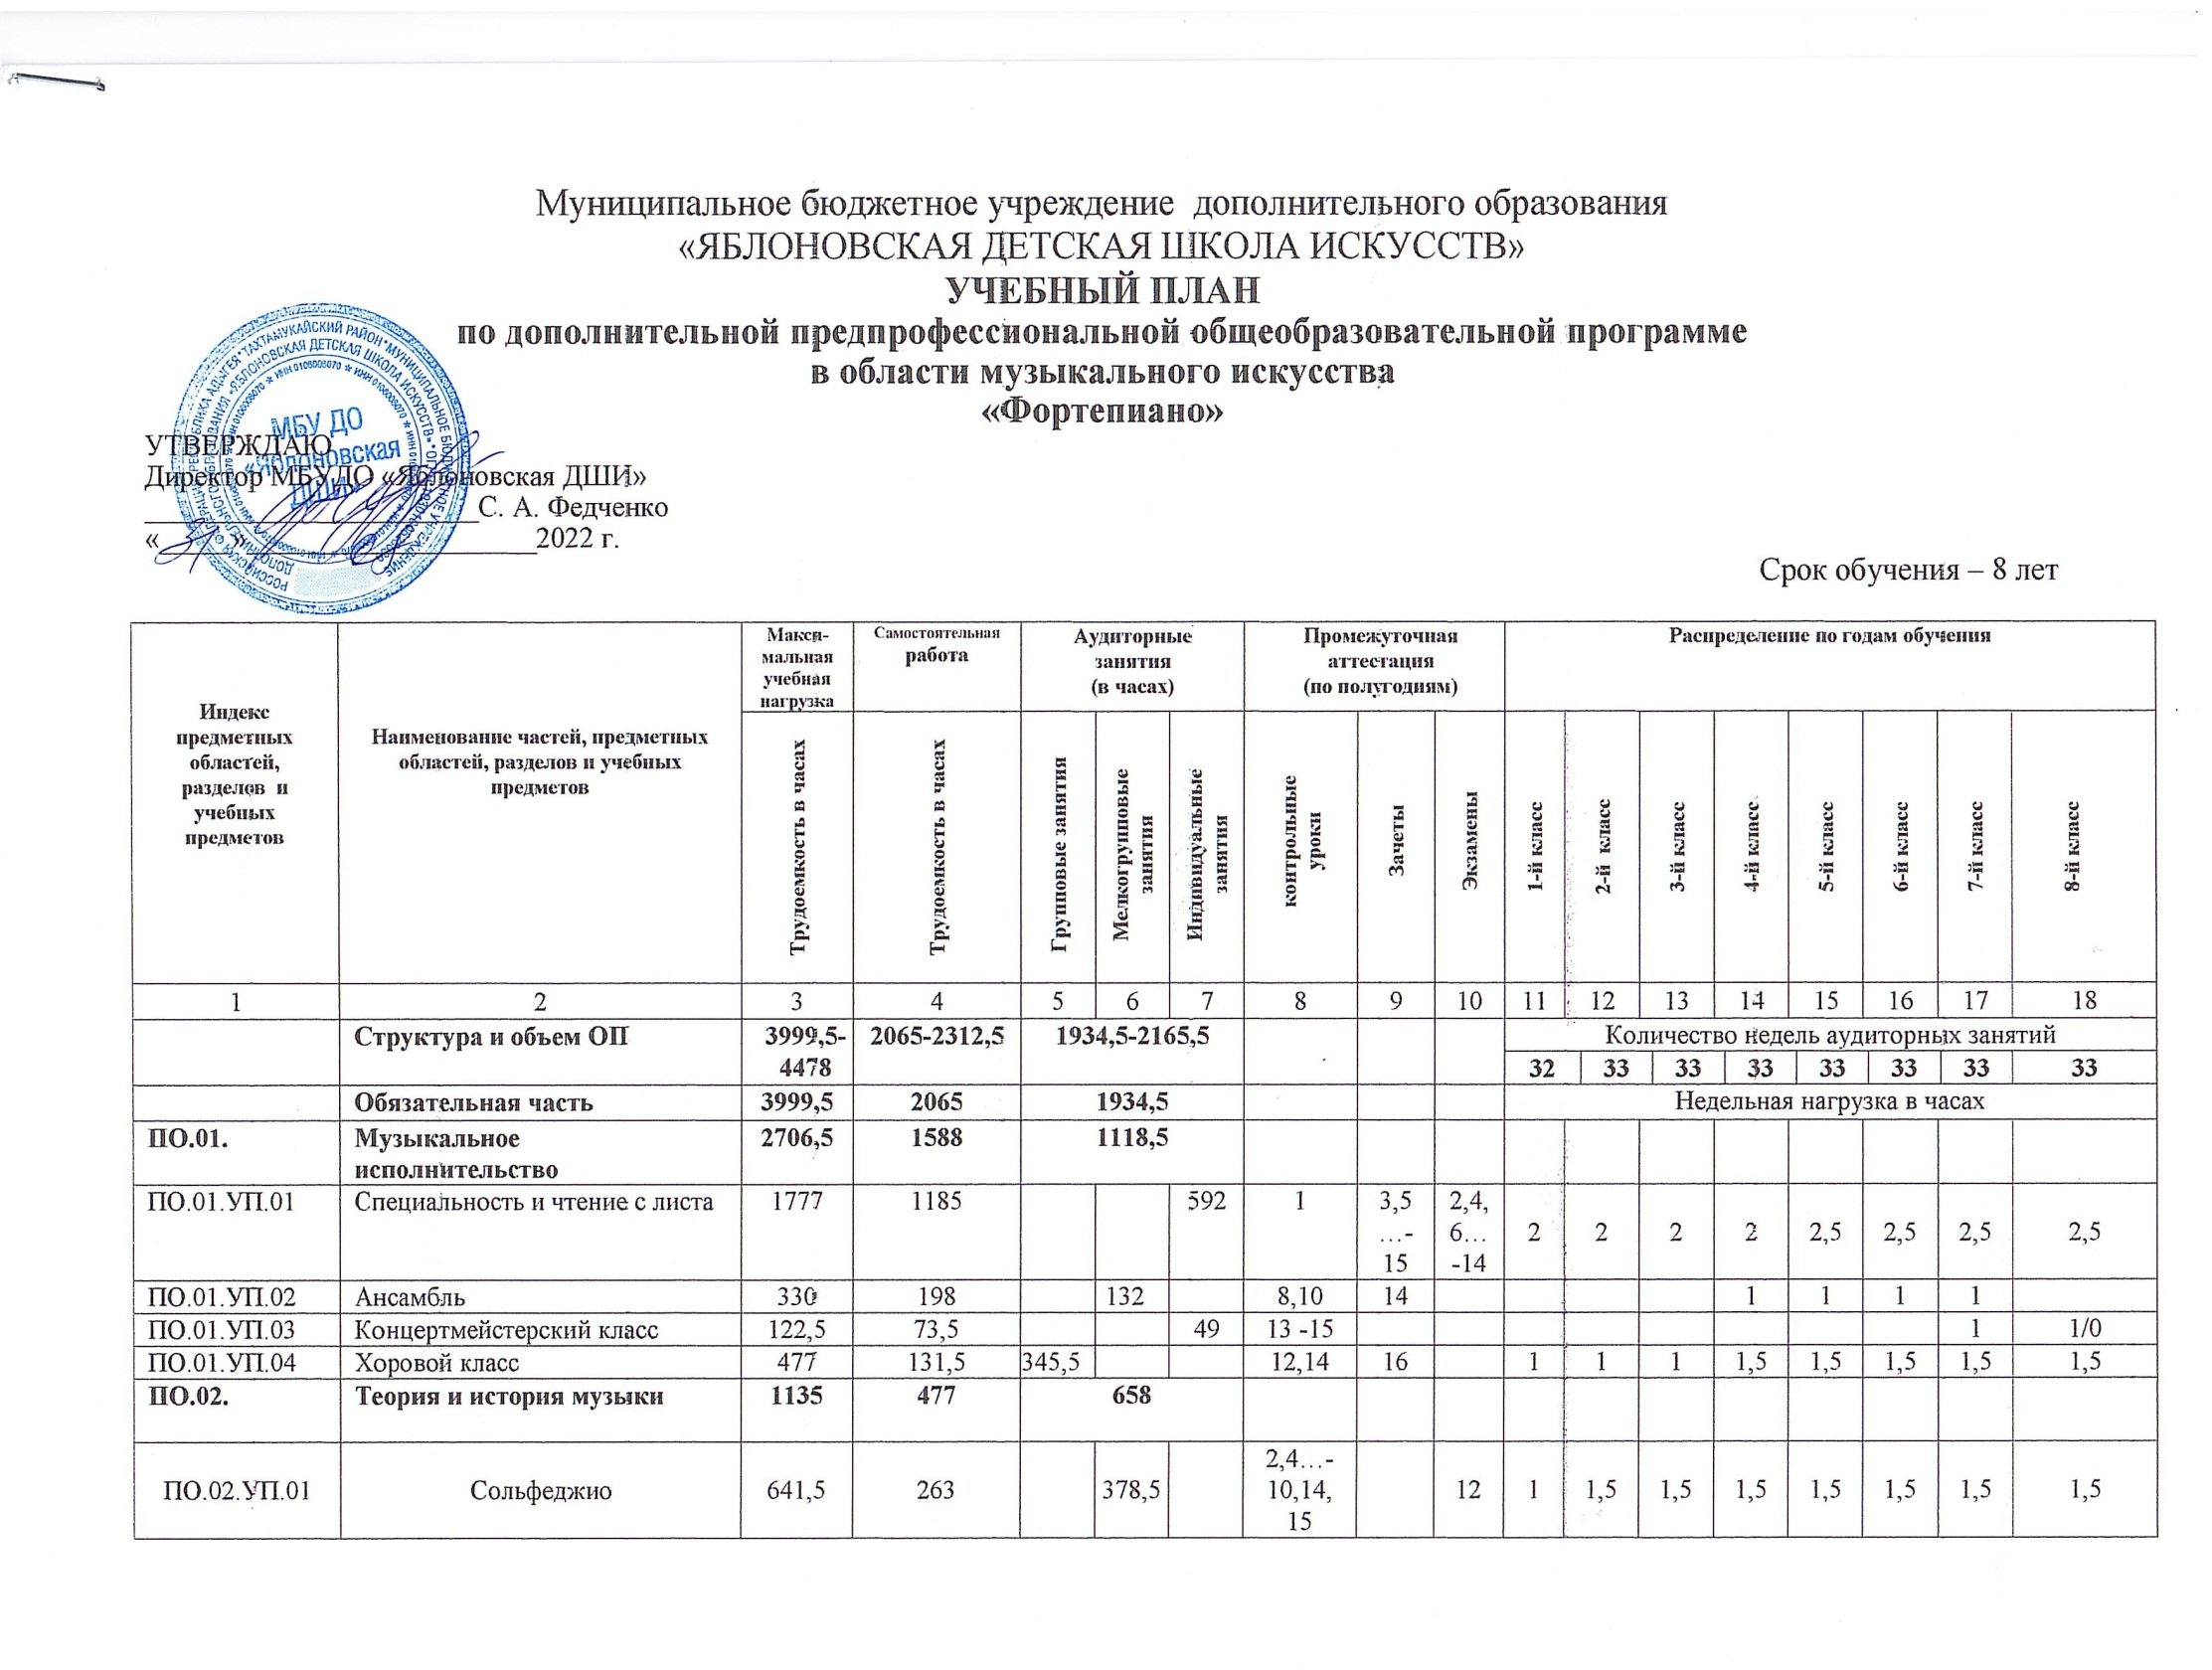 Муниципальное бюджетное учреждение дополнительного образования
«ЯБЛОНОВСКАЯ ДЕТСКАЯ ШКОЛА ИСКУССТВ»
УЧЕБНЫЙ ПЛАН
по дополнительной предпрофессиональной общеобразовательной программе
в области музыкального искусства
«Фортепиано»
МБУ ДО
«Яблоновская
ДШИ»
УТВЕРЖДАЮ
Директор МБУ ДО «Яблоновская ДШИ»
С. А. Федченко
« » 2022 г.
Срок обучения – 8 лет
Индекс предметных областей, разделов и учебных предметов
Наименование частей, предметных областей, разделов и учебных предметов
Макси-мальная учебная нагрузка
Самостоятельная работа
Аудиторные занятия (в часах)
Промежуточная аттестация (по полугодиям)
Распределение по годам обучения
Трудоемкость в часах
Трудоемкость в часах
Групповые занятия
Мелкогрупповые занятия
Индивидуальные занятия
контрольные уроки
Зачеты
Экзамены
1-й класс
2-й класс
3-й класс
4-й класс
5-й класс
6-й класс
7-й класс
8-й класс
1 2 3 4 5 6 7 8 9 10 11 12 13 14 15 16 17 18
Структура и объем ОП 3999,5-4478 2065-2312,5 1934,5-2165,5 Количество недель аудиторных занятий
32 33 33 33 33 33 33 33
Обязательная часть 3999,5 2065 1934,5 Недельная нагрузка в часах
ПО.01. Музыкальное исполнительство 2706,5 1588 1118,5
ПО.01.УП.01 Специальность и чтение с листа 1777 1185 592 1 3,5 …-15 2,4, 6… -14 2 2 2 2 2,5 2,5 2,5 2,5
ПО.01.УП.02 Ансамбль 330 198 132 8,10 14 1 1 1 1
ПО.01.УП.03 Концертмейстерский класс 122,5 73,5 49 13 -15 1 1/0
ПО.01.УП.04 Хоровой класс 477 131,5 345,5 12,14 16 1 1 1 1,5 1,5 1,5 1,5 1,5
ПО.02. Теория и история музыки 1135 477 658
ПО.02.УП.01 Сольфеджио 641,5 263 378,5 2,4…-10,14, 15 12 1 1,5 1,5 1,5 1,5 1,5 1,5 1,5